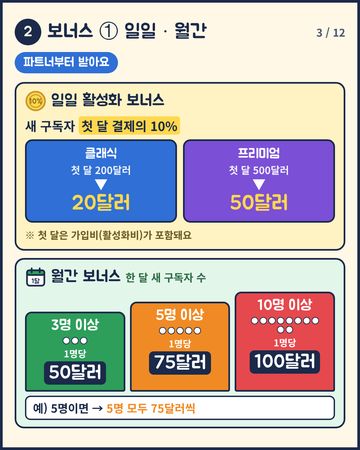 2 보너스 ① 일일 · 월간
3 / 12
파트너부터 받아요
10% 일일 활성화 보너스
새 구독자 첫 달 결제의 10%
클래식
첫 달 200달러
20달러
프리미엄
첫 달 500달러
50달러
※ 첫 달은 가입비(활성화비)가 포함돼요
1달 월간 보너스 한 달 새 구독자 수
3명 이상
1명당
50달러
5명 이상
1명당
75달러
10명 이상
1명당
100달러
예) 5명이면 → 5명 모두 75달러씩